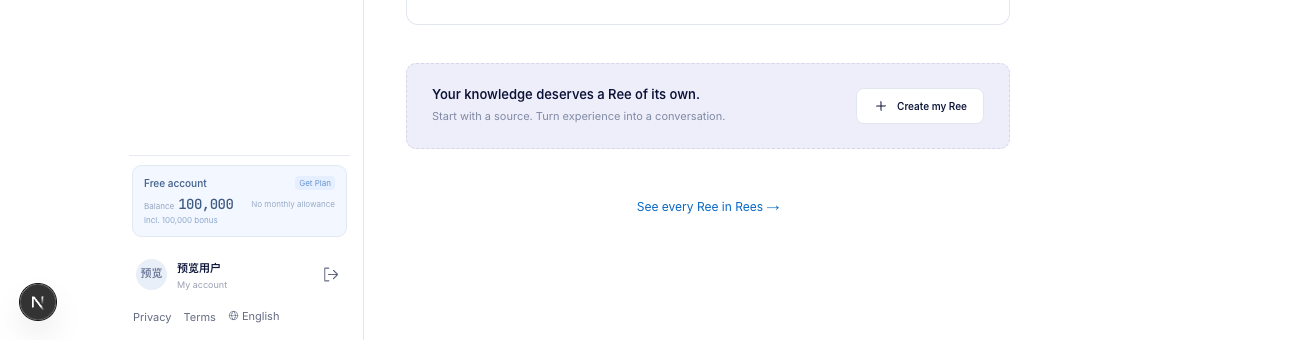 Your knowledge deserves a Ree of its own.
Start with a source. Turn experience into a conversation.
Create my Ree
See every Ree in Rees →
Free account
Get Plan
Balance 100,000
No monthly allowance
Incl. 100,000 bonus
预览
预览用户
My account
N
Privacy Terms English